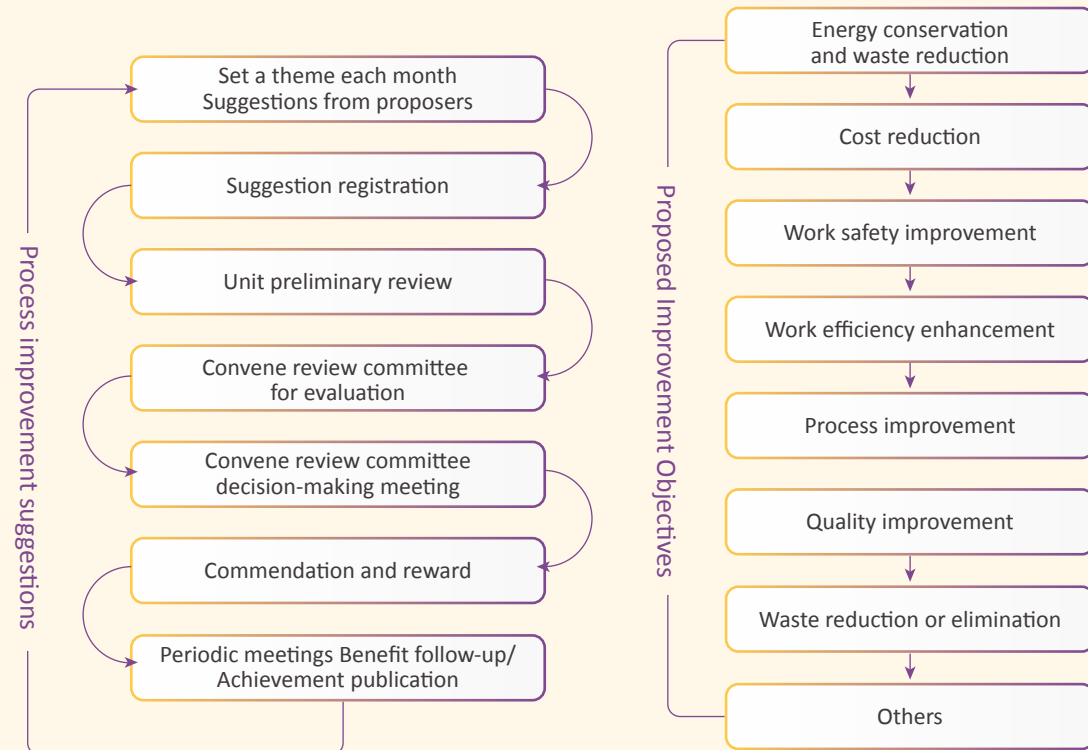 Process improvement suggestions
Set a theme each month
Suggestions from proposers
Suggestion registration
Unit preliminary review
Convene review committee
for evaluation
Convene review committee
decision-making meeting
Commendation and reward
Periodic meetings Benefit follow-up/
Achievement publication
Proposed Improvement Objectives
Energy conservation
and waste reduction
Cost reduction
Work safety improvement
Work efficiency enhancement
Process improvement
Quality improvement
Waste reduction or elimination
Others